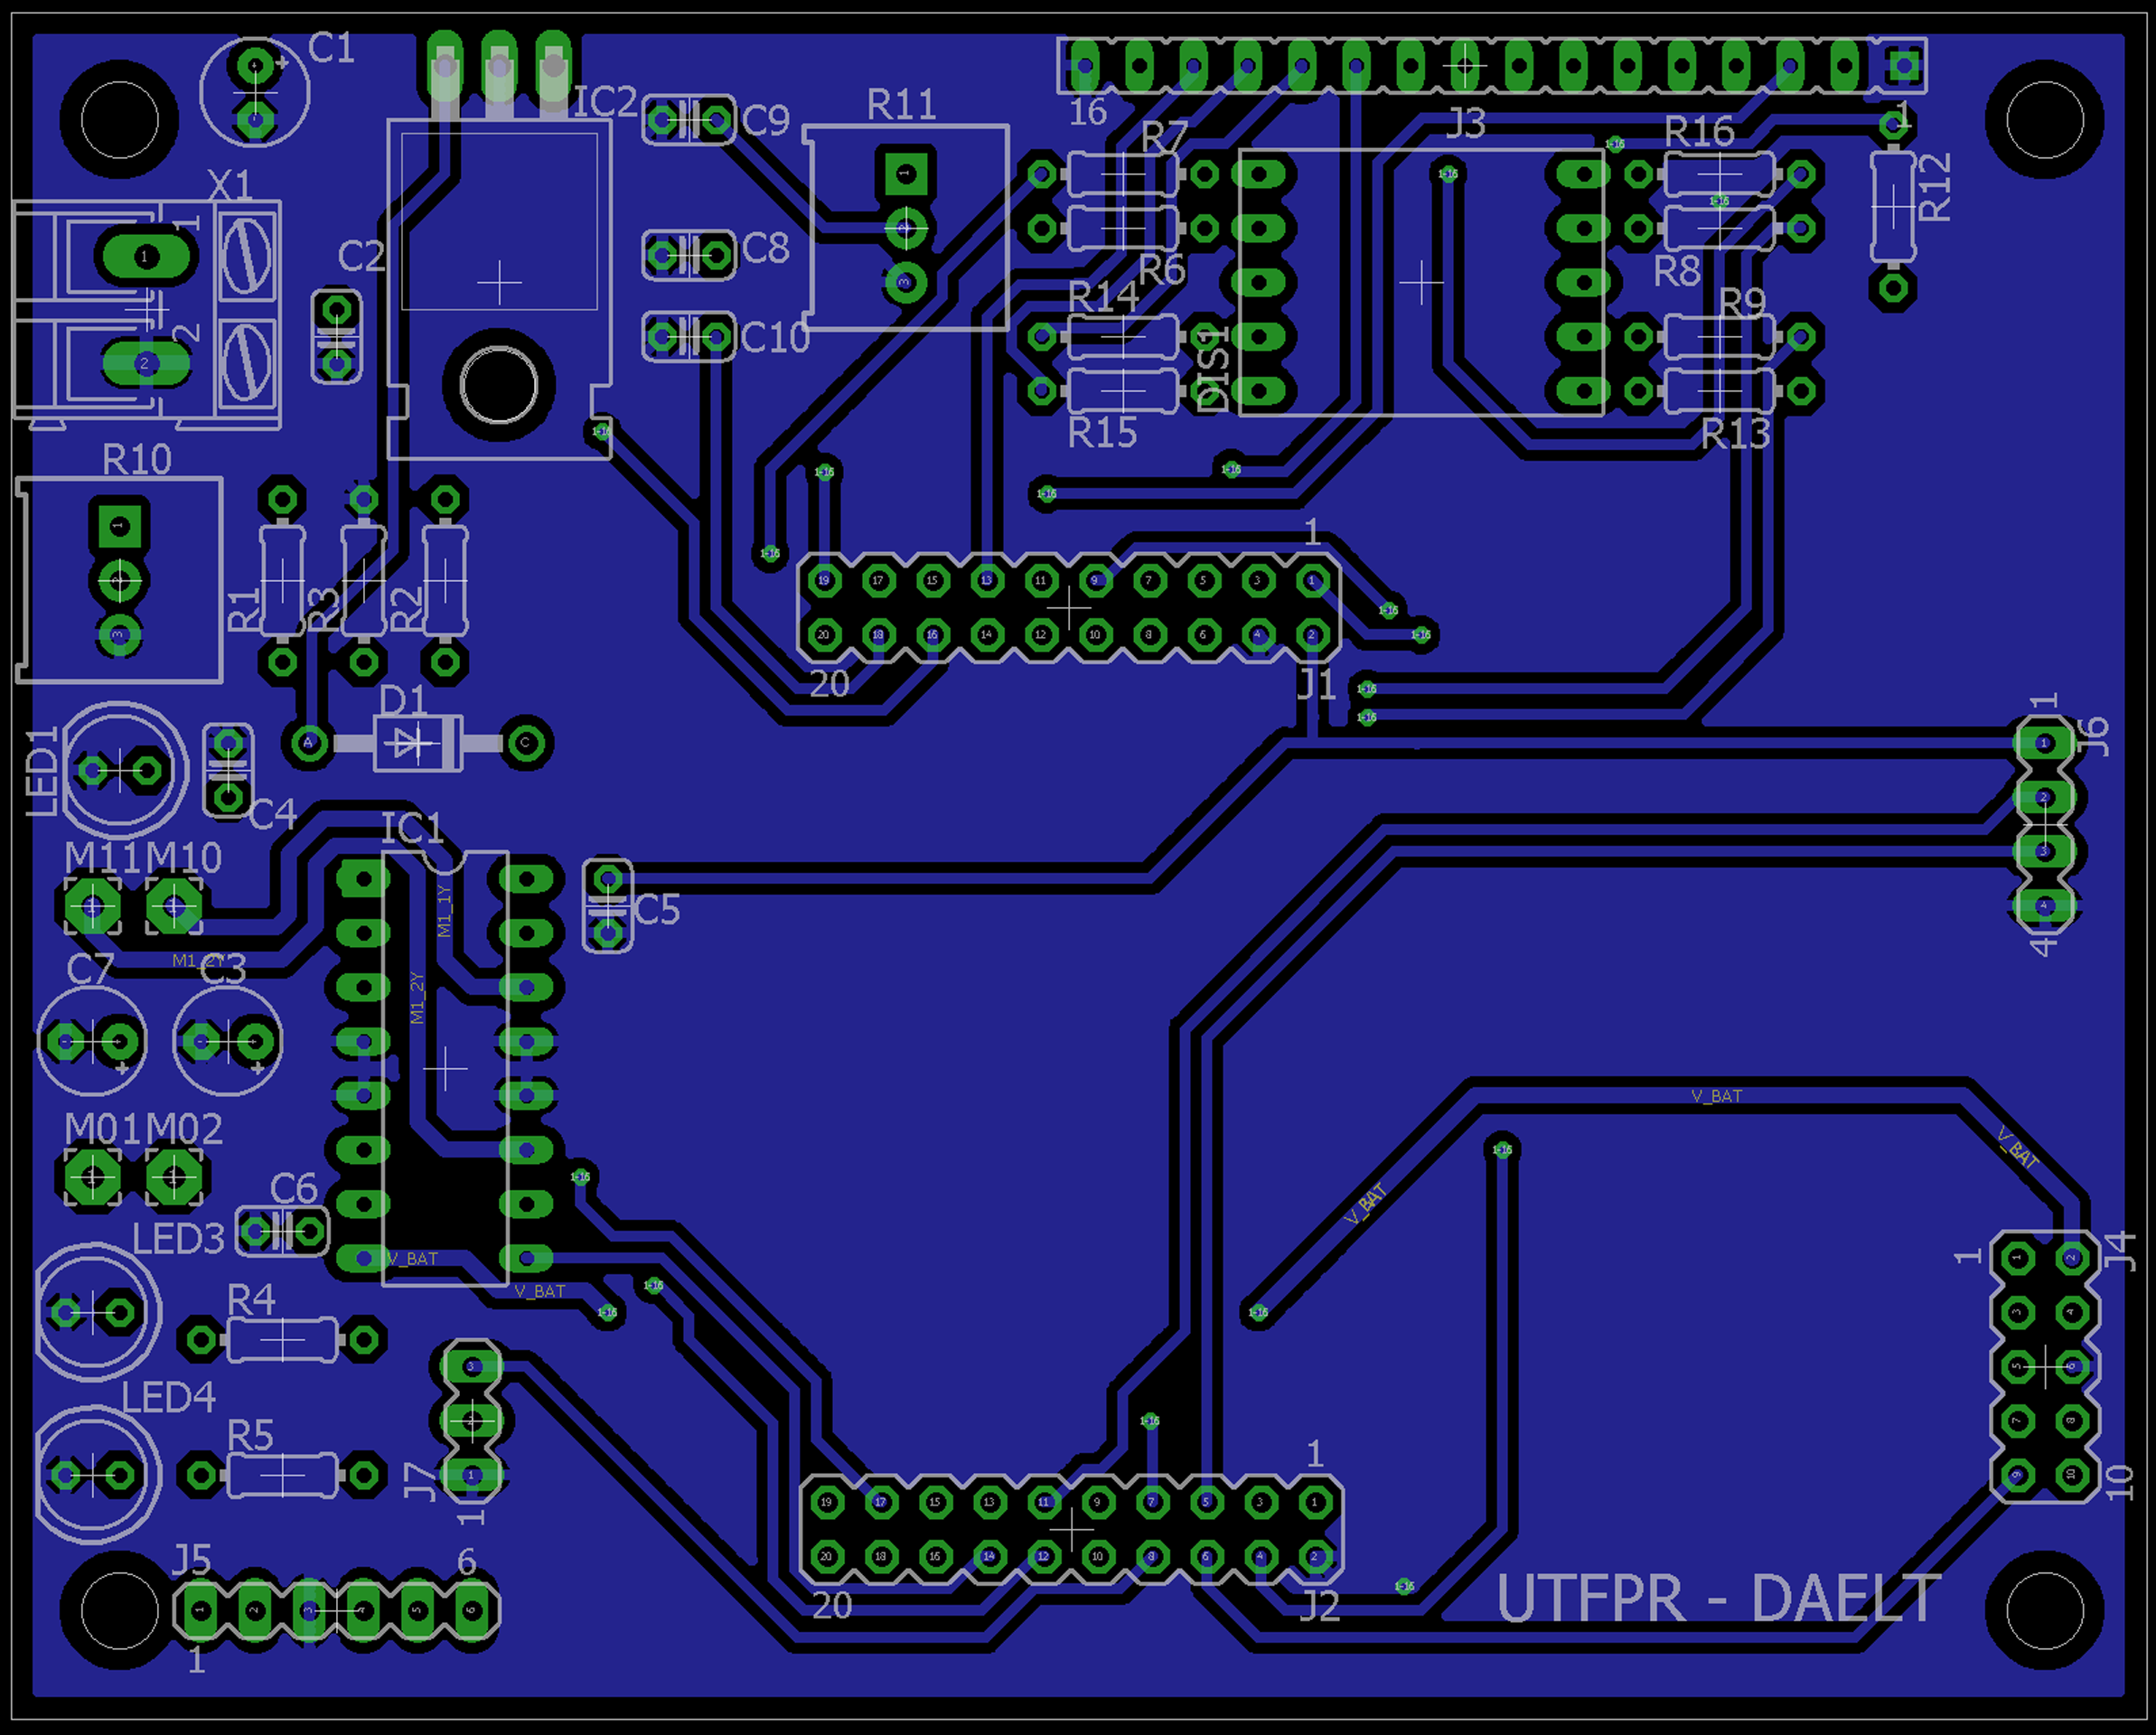 C1
IC2
C9
R11
16
R7
J3
R16
1
X1
1
R12
C2
C8
R6
R8
2
R14
R9
C10
DIS1
R15
R13
R10
1
R1
R3
R2
20
J1
D1
A
C
1
J6
LED1
C4
IC1
M11
M10
M1_1Y
C5
4
M1_2Y
C7
C3
M1_2Y
V_BAT
M01
M02
V_BAT
V_BAT
C6
LED3
1
J4
V_BAT
V_BAT
R4
LED4
R5
J7
1
1
10
J5
6
20
J2
UTFPR - DAELT
1